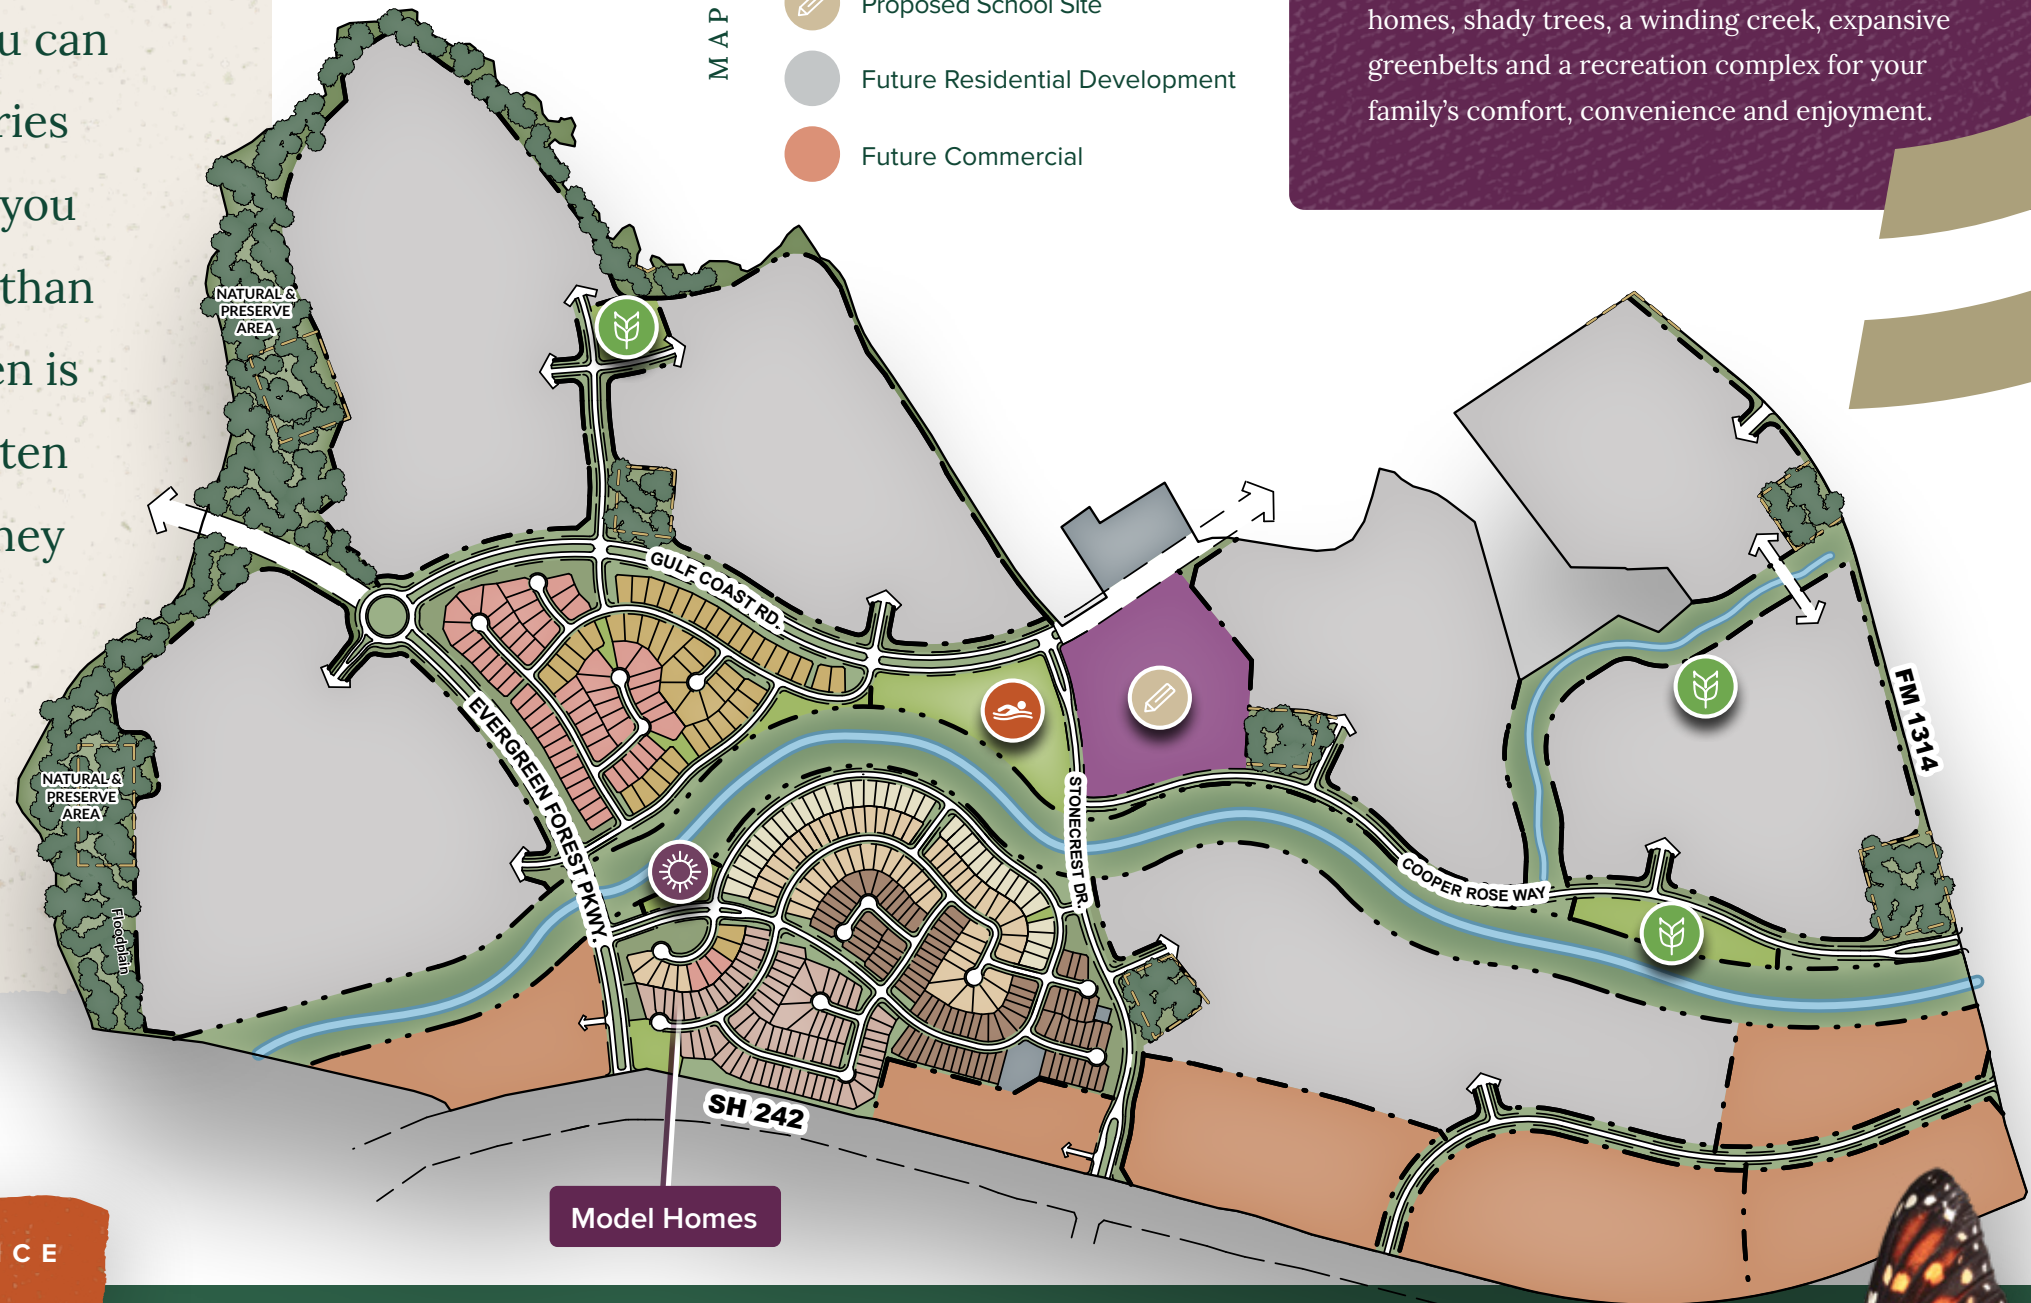 u can
ries
you
than
en is
ten
ney
MAP
Proposed School Site
Future Residential Development
Future Commercial
homes, shady trees, a winding creek, expansive
greenbelts and a recreation complex for your
family's comfort, convenience and enjoyment.
NATURAL &
PRESERVE
AREA
GULF COAST RD.
EVERGREEN FOREST PKWY.
STONECREST DR.
COOPER ROSE WAY
FM 1314
NATURAL &
PRESERVE
AREA
Floodplain
SH 242
Model Homes
CE